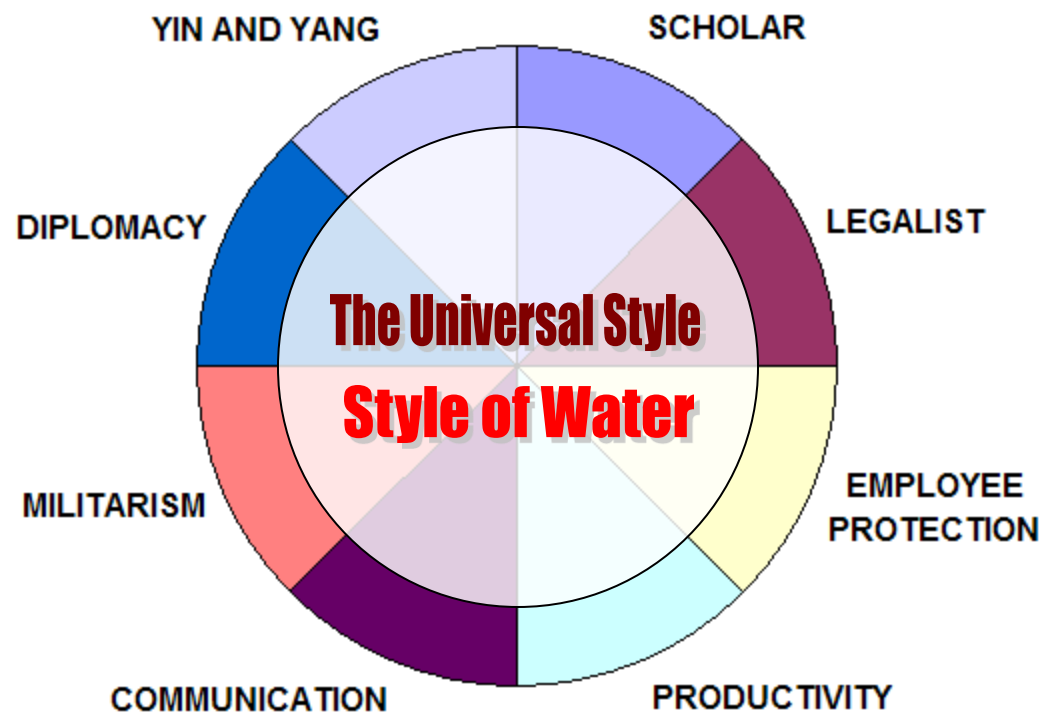 YIN AND YANG
SCHOLAR
DIPLOMACY
LEGALIST
The Universal Style
Style of Water
MILITARISM
EMPLOYEE
PROTECTION
COMMUNICATION
PRODUCTIVITY